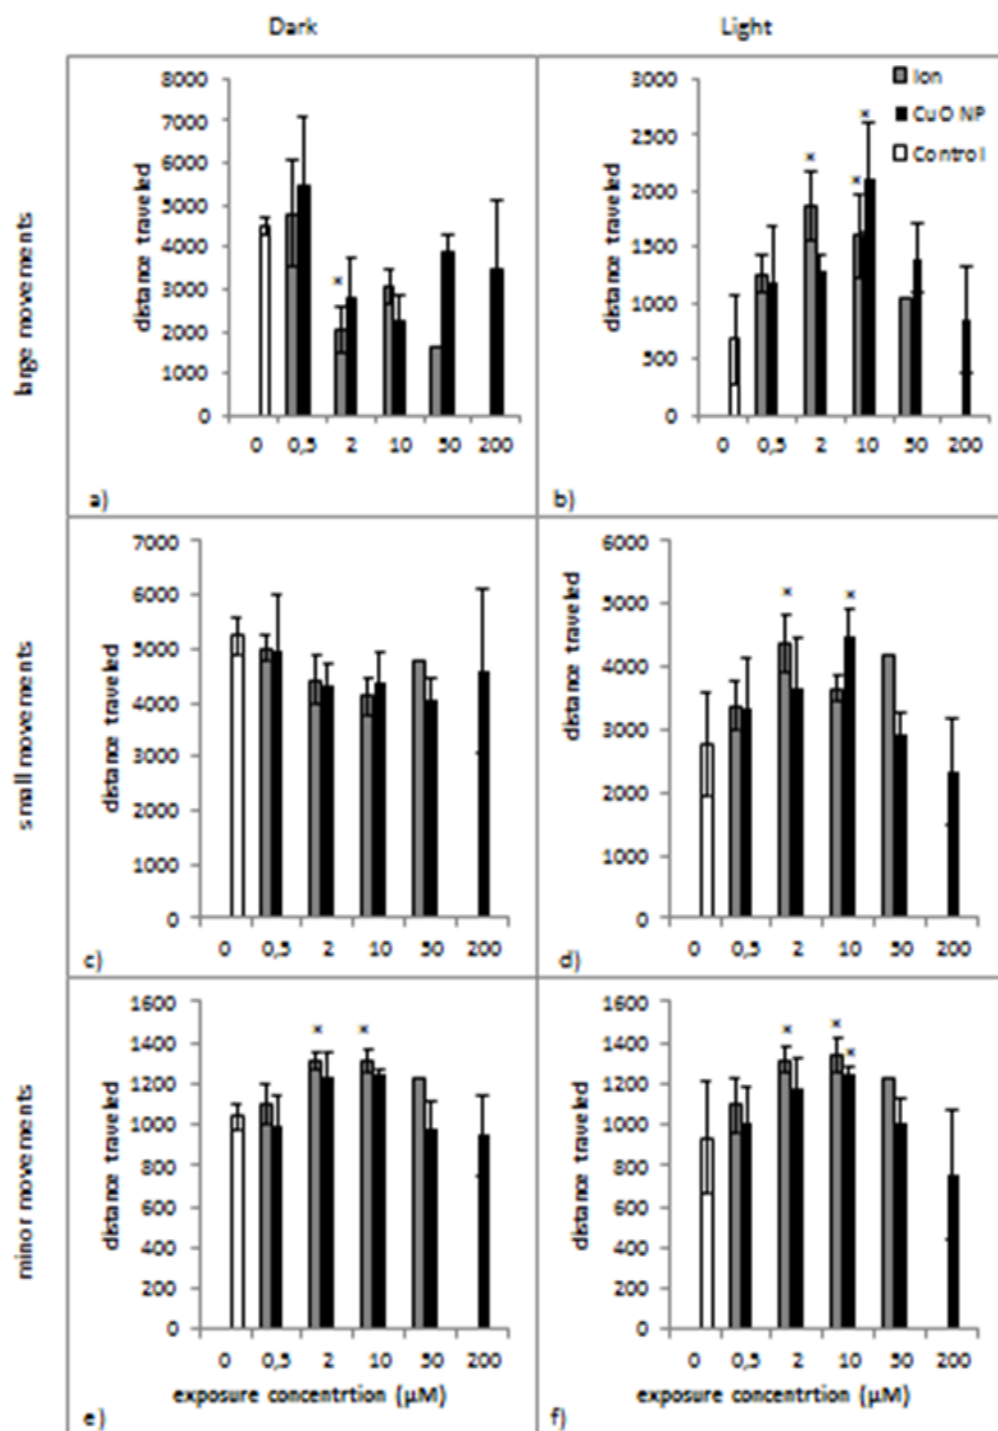 Dark Light
large movements
distance traveled
8000
7000
6000
5000
4000
3000
2000
1000
0
0 0,5 2 10 50 200
a)
distance traveled
3000
2500
2000
1500
1000
500
0
Ion
CuO NP
Control
* * *
*
0 0,5 2 10 50 200
b)
small movements
distance traveled
7000
6000
5000
4000
3000
2000
1000
0
0 0,5 2 10 50 200
c)
distance traveled
6000
5000
4000
3000
2000
1000
0
* *
0 0,5 2 10 50 200
d)
minor movements
distance traveled
1600
1400
1200
1000
800
600
400
200
0
* *
0 0,5 2 10 50 200
exposure concentrtion (µM)
e)
distance traveled
1600
1400
1200
1000
800
600
400
200
0
* * *
0 0,5 2 10 50 200
exposure concentrtion (µM)
f)